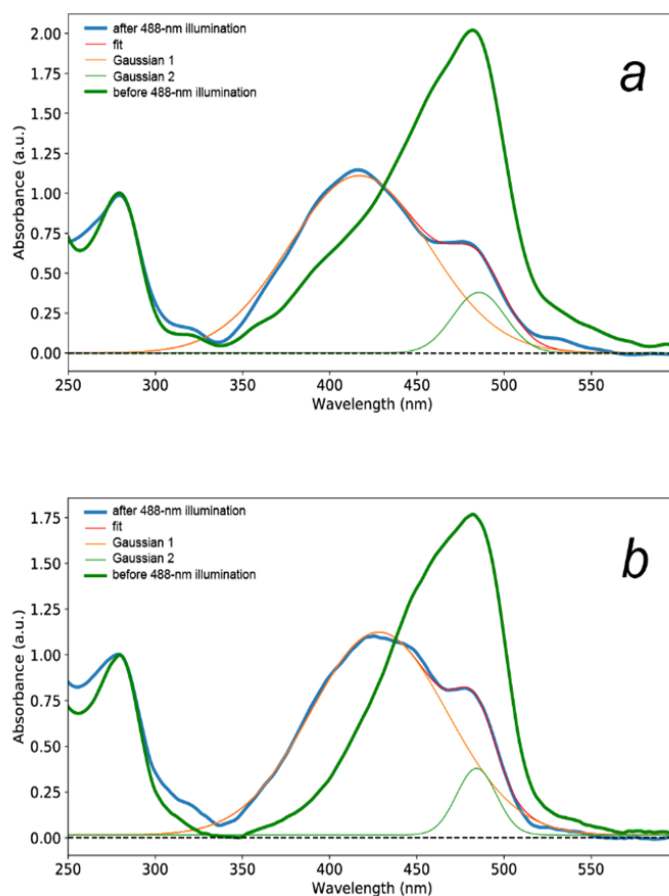 after 488-nm illumination
fit
Gaussian 1
Gaussian 2
before 488-nm illumination
a
Absorbance (a.u.)
2.00
1.75
1.50
1.25
1.00
0.75
0.50
0.25
0.00
250 300 350 400 450 500 550
Wavelength (nm)
after 488-nm illumination
fit
Gaussian 1
Gaussian 2
before 488-nm illumination
b
Absorbance (a.u.)
1.75
1.50
1.25
1.00
0.75
0.50
0.25
0.00
250 300 350 400 450 500 550
Wavelength (nm)